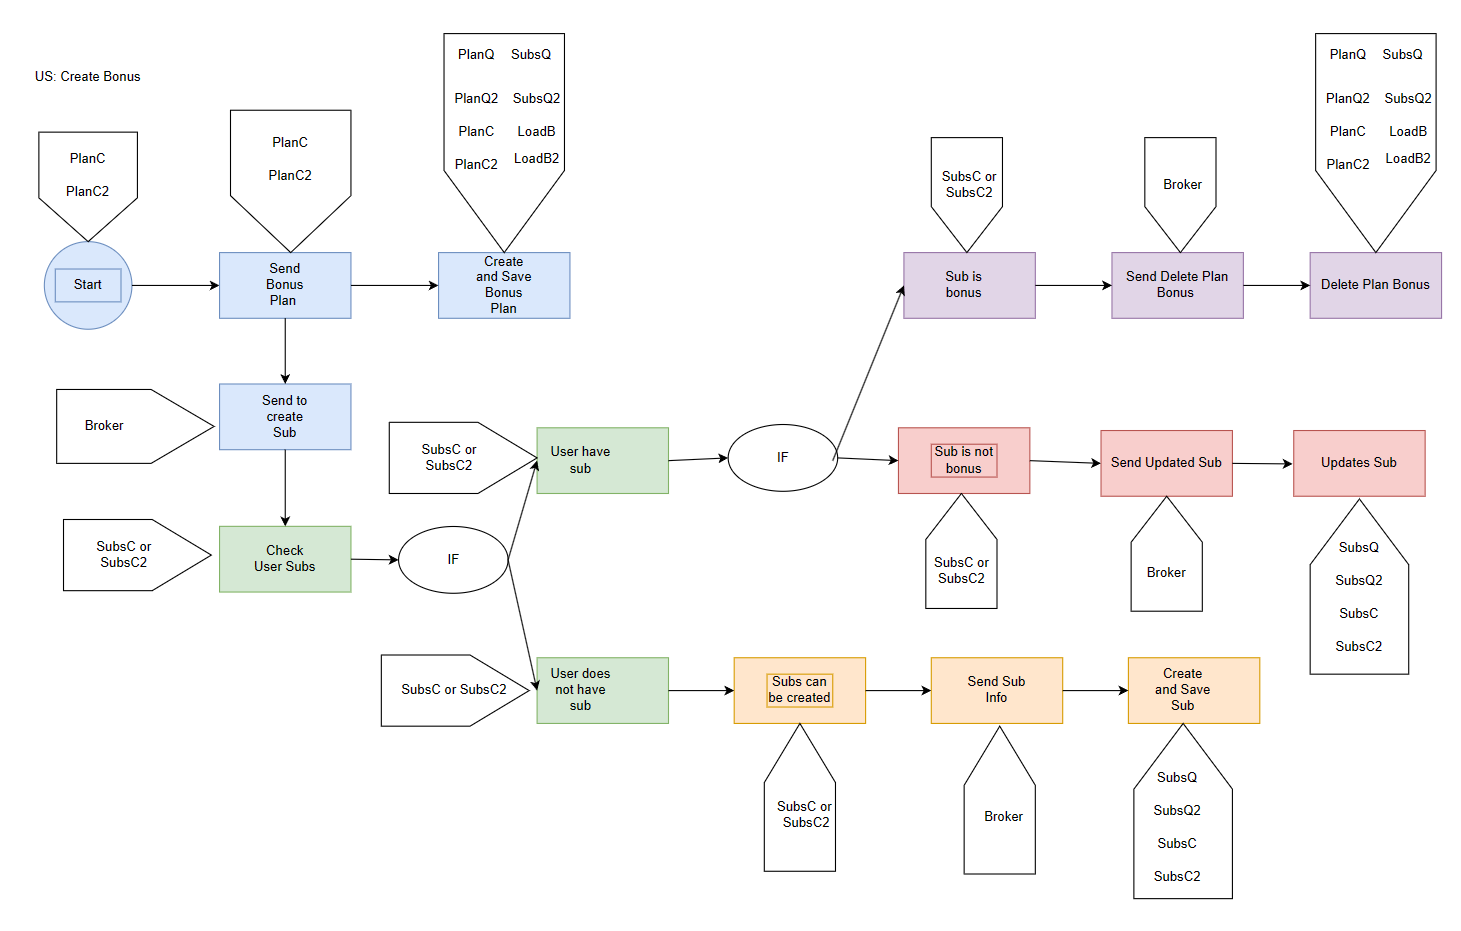 US: Create Bonus
PlanC
PlanC2
Start
PlanC
PlanC2
Send
Bonus
Plan
PlanQ SubsQ
PlanQ2 SubsQ2
PlanC LoadB
PlanC2 LoadB2
Create
and Save
Bonus
Plan
SubsC or
SubsC2
Sub is
bonus
Broker
Send Delete Plan
Bonus
PlanQ SubsQ
PlanQ2 SubsQ2
PlanC LoadB
PlanC2 LoadB2
Delete Plan Bonus
Broker
Send to
create
Sub
SubsC or
SubsC2
User have
sub
IF
Sub is not
bonus
Send Updated Sub
Updates Sub
SubsC or
SubsC2
Check
User Subs
IF
SubsC or
SubsC2
Broker
SubsQ
SubsQ2
SubsC
SubsC2
SubsC or SubsC2
User does
not have
sub
Subs can
be created
Send Sub
Info
Create
and Save
Sub
SubsC or
SubsC2
Broker
SubsQ
SubsQ2
SubsC
SubsC2